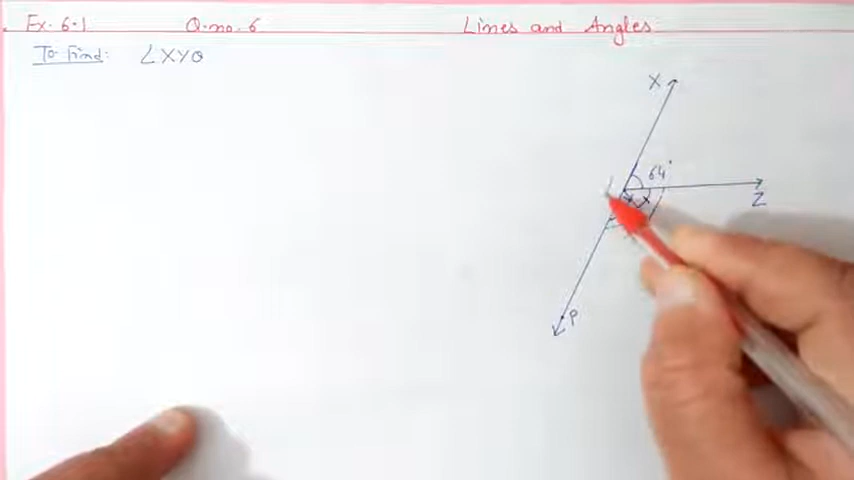 Ex. 6.1 Q.no. 6 Lines and Angles
To Find: ∠XYQ
X
64°
x
Z
P